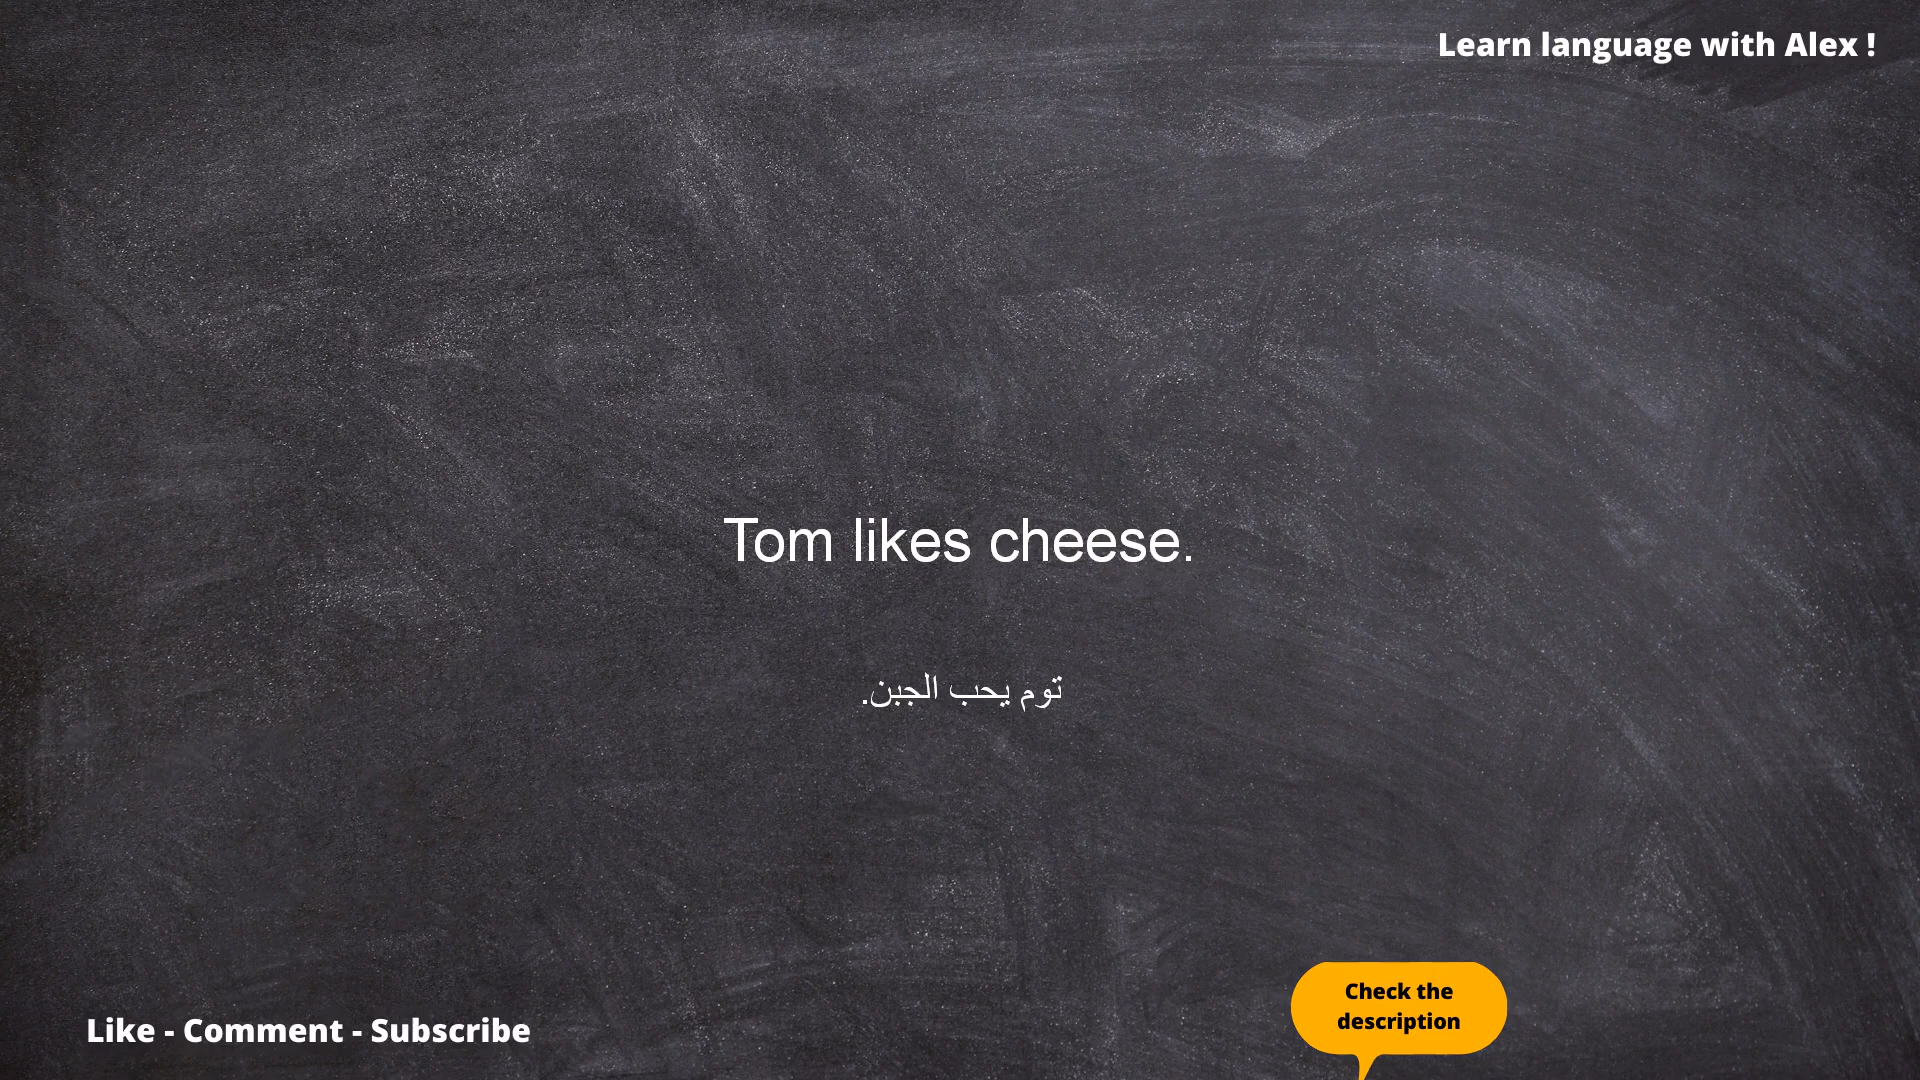 Learn language with Alex !
Tom likes cheese.
توم يحب الجبن.
Check the
description
Like - Comment - Subscribe